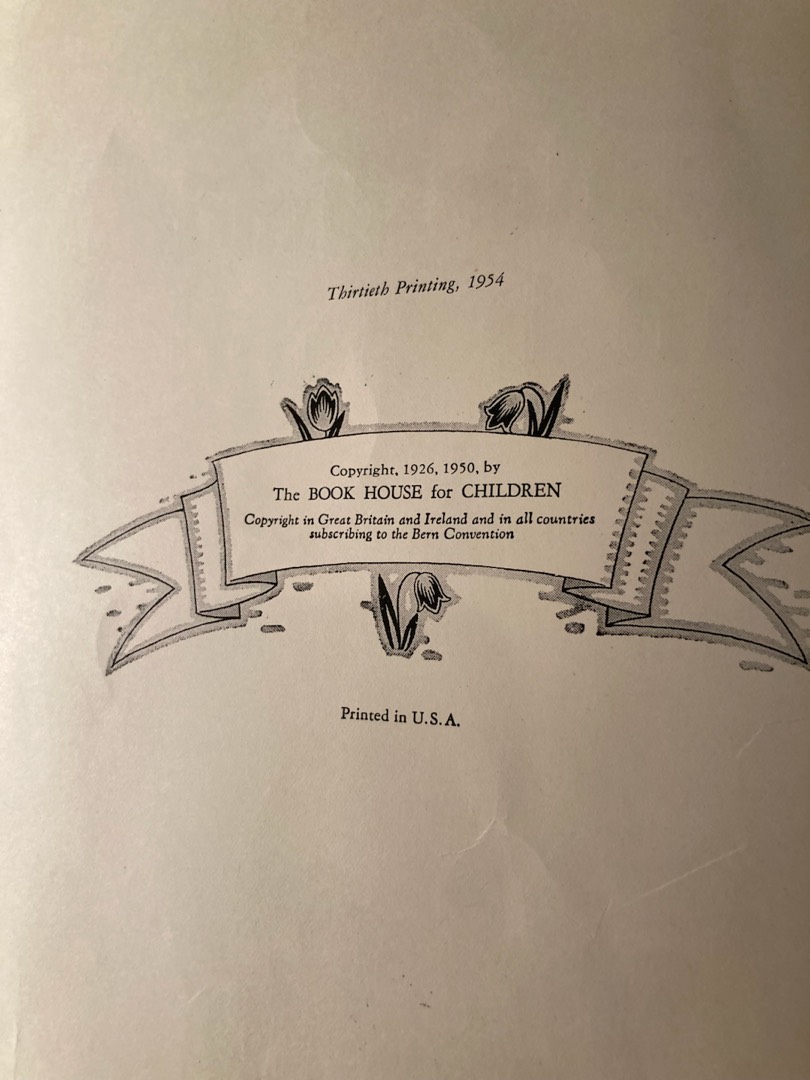 Thirtieth Printing, 1954
Copyright, 1926, 1950, by
The BOOK HOUSE for CHILDREN
Copyright in Great Britain and Ireland and in all countries
subscribing to the Bern Convention
Printed in U.S.A.